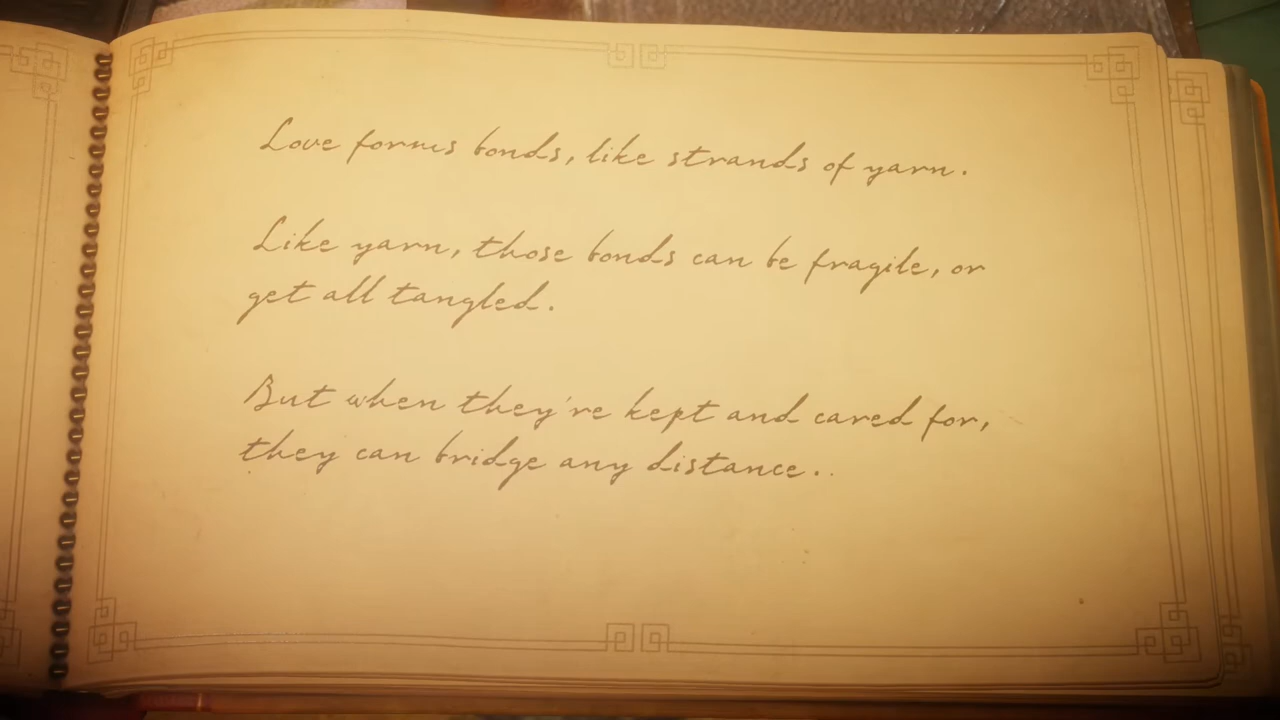 Love forms bonds, like strands of yarn.
Like yarn, those bonds can be fragile, or
get all tangled.
But when they're kept and cared for,
they can bridge any distance..